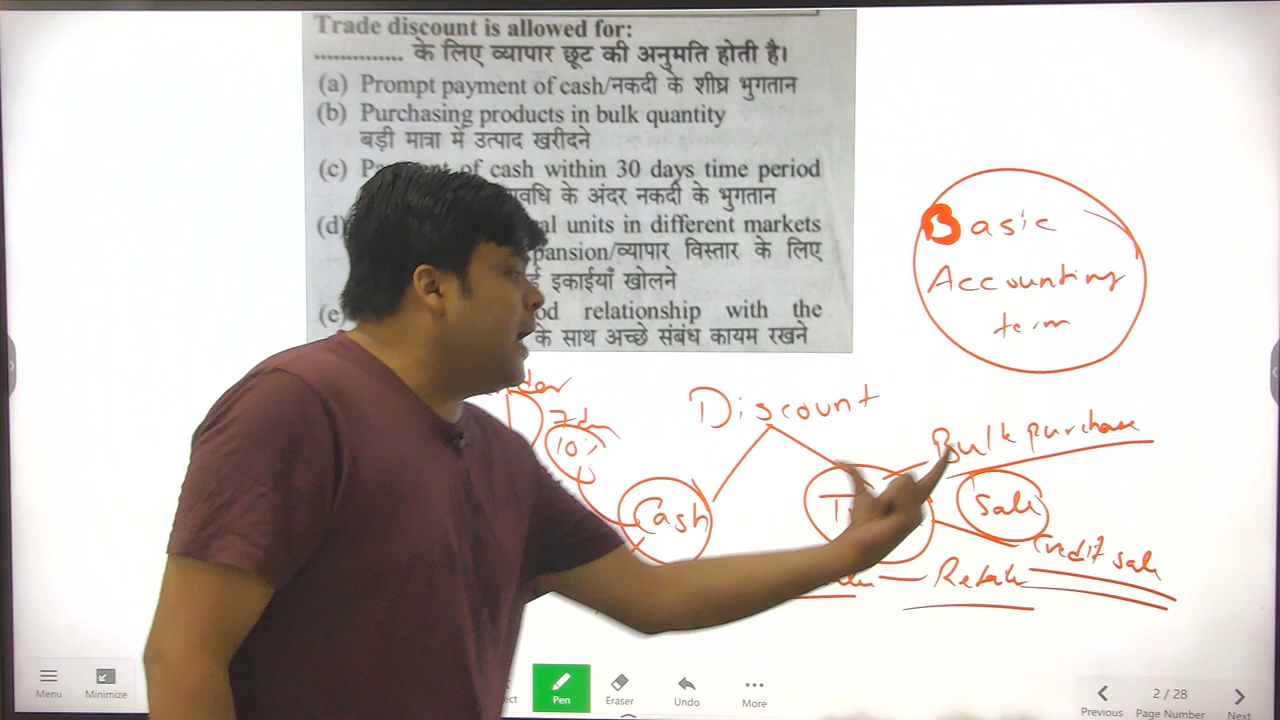 Trade discount is allowed for:
.............. के लिए व्यापार छूट की अनुमति होती है।
(a) Prompt payment of cash/नकदी के शीघ्र भुगतान
(b) Purchasing products in bulk quantity
बड़ी मात्रा में उत्पाद खरीदने
(c) of cash within 30 days time period
के अंदर नकदी के भुगतान
(d) units in different markets
व्यापार विस्तार के लिए
इकाईयाँ खोलने
(e) relationship with the
के साथ अच्छे संबंध कायम रखने
Basic
Accounting
term
Discount
Bulk purchase
10%
Cash
Sale
Credit sale
Retail
Menu
Minimize
Pen
Eraser
Undo
More
Previous
2 / 28
Page Number
Next